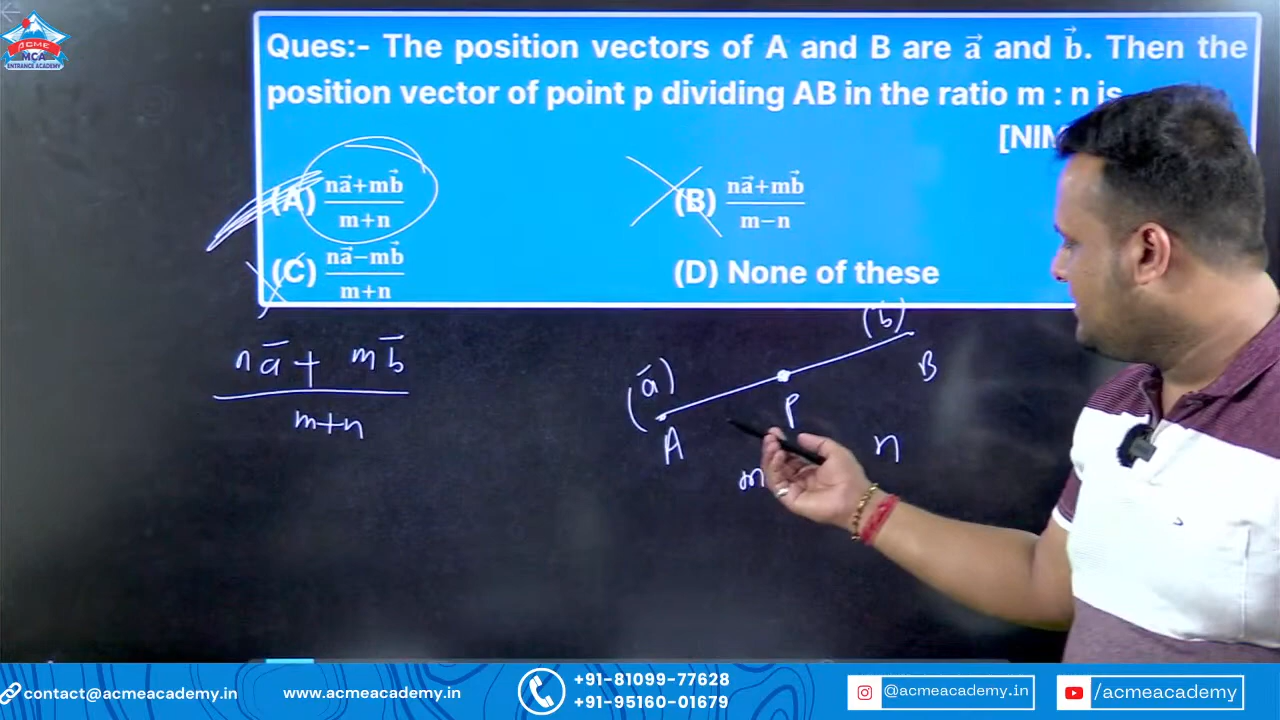 ACME
MCA
ENTRANCE ACADEMY
Ques:- The position vectors of A and B are a⃗ and b⃗. Then the
position vector of point p dividing AB in the ratio m : n is
[NIM
(A) na⃗+mb⃗
m+n
(B) na⃗+mb⃗
m−n
(C) na⃗−mb⃗
m+n
(D) None of these
n a̅ + m b̅
m+n
(a̅)
A
P
(b̅)
B
m
n
contact@acmeacademy.in
www.acmeacademy.in
+91-81099-77628
+91-95160-01679
@acmeacademy.in
/acmeacademy